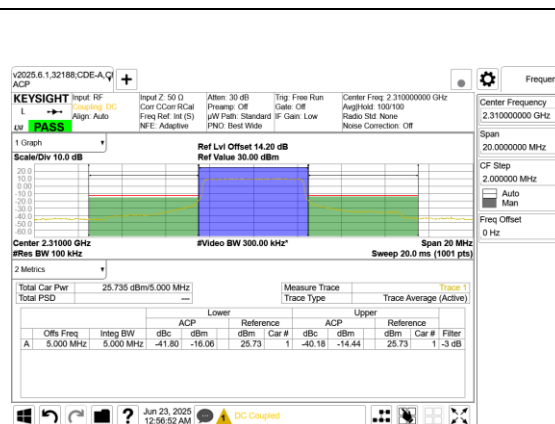 v2025.6.1,32188;CDE-A,C
ACP
KEYSIGHT
L
PASS
Input: RF
Coupling: DC
Align: Auto
Input Z: 50 Ω
Corr CCorr RCal
Freq Ref: Int (S)
NFE: Adaptive
Atten: 30 dB
Preamp: Off
µW Path: Standard
PNO: Best Wide
Trig: Free Run
Gate: Off
IF Gain: Low
Center Freq: 2.310000000 GHz
Avg|Hold: 100/100
Radio Std: None
Noise Correction: Off
1 Graph
Scale/Div 10.0 dB
Ref Lvl Offset 14.20 dB
Ref Value 30.00 dBm
20.0
10.0
0.00
-10.0
-20.0
-30.0
-40.0
-50.0
-60.0
Center 2.31000 GHz
#Res BW 100 kHz
#Video BW 300.00 kHz*
Span 20 MHz
Sweep 20.0 ms (1001 pts)
2 Metrics
Total Car Pwr 25.735 dBm/5.000 MHz
Total PSD ---
Measure Trace Trace 1
Trace Type Trace Average (Active)
Lower Upper
ACP Reference ACP Reference
Offs Freq Integ BW dBc dBm dBm Car # dBc dBm dBm Car # Filter
A 5.000 MHz 5.000 MHz -41.80 -16.06 25.73 1 -40.18 -14.44 25.73 1 -3 dB
Jun 23, 2025
12:56:52 AM
DC Coupled
Frequen
Center Frequency
2.310000000 GHz
Span
20.0000000 MHz
CF Step
2.000000 MHz
Auto
Man
Freq Offset
0 Hz